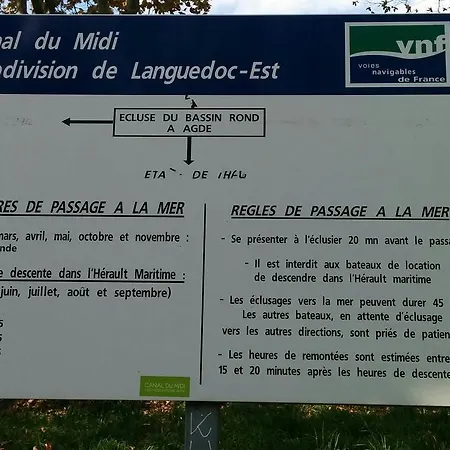 nal du Midi
bdivision de Languedoc-Est
vnf
voies
navigables
de France
ECLUSE DU BASSIN ROND
A AGDE
DE
RES DE PASSAGE A LA MER
mars, avril, mai, octobre et novembre :
nde
e descente dans l'Hérault Maritime :
juin, juillet, août et septembre)
REGLES DE PASSAGE A LA MER
- Se présenter à l'éclusier 20 mn avant le passa
- Il est interdit aux bateaux de location
de descendre dans l'Hérault maritime
- Les éclusages vers la mer peuvent durer 45
Les autres bateaux, en attente d'éclusage
vers les autres directions, sont priés de patien
- Les heures de remontées sont estimées entre
15 et 20 minutes après les heures de descente
CANAL DU MIDI